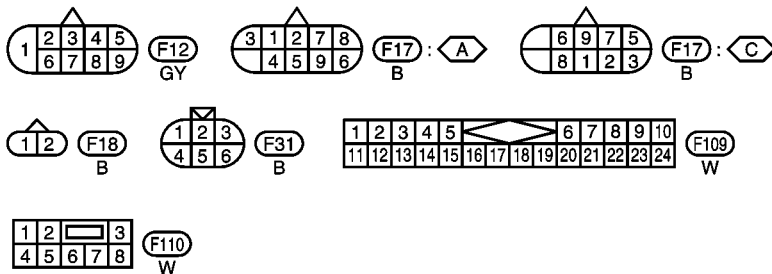 1 2 3 4 5 6 7 8 9 F12 GY
3 1 2 7 8 4 5 9 6 F17 : A B
6 9 7 5 8 1 2 3 F17 : C B
1 2 F18 B
1 2 3 4 5 6 F31 B
1 2 3 4 5 6 7 8 9 10
11 12 13 14 15 16 17 18 19 20 21 22 23 24 F109 W
1 2 3
4 5 6 7 8 F110 W